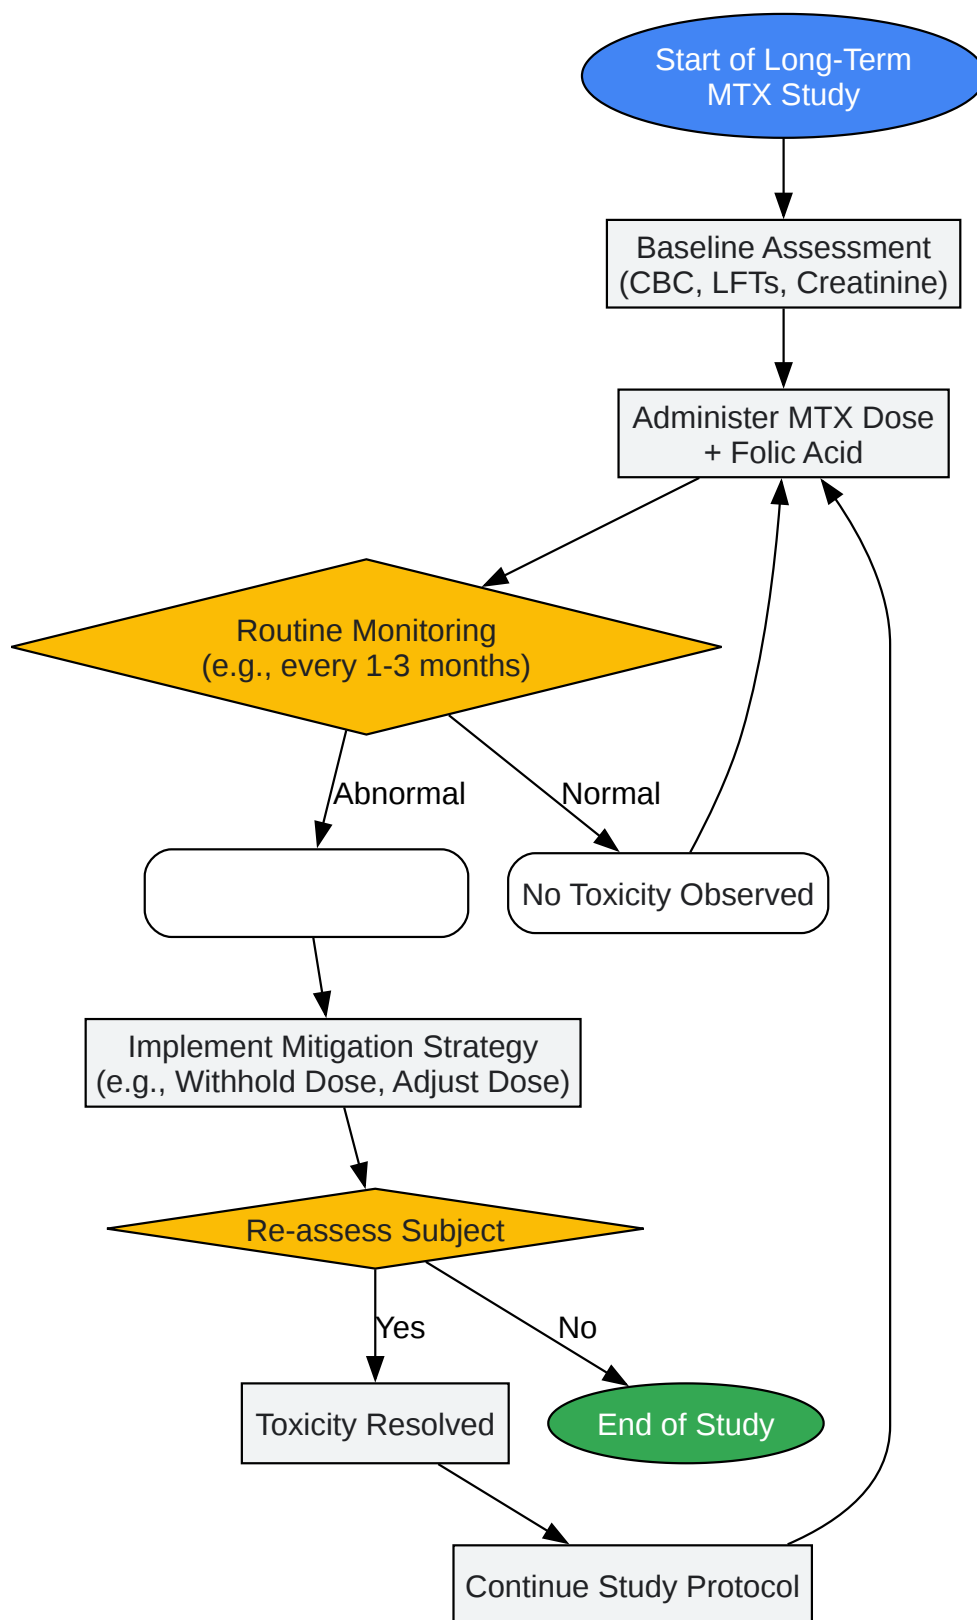 Start of Long-Term
MTX Study
Baseline Assessment
(CBC, LFTs, Creatinine)
Administer MTX Dose
+ Folic Acid
Routine Monitoring
(e.g., every 1-3 months)
Abnormal
Normal
No Toxicity Observed
Implement Mitigation Strategy
(e.g., Withhold Dose, Adjust Dose)
Re-assess Subject
Yes
No
Toxicity Resolved
End of Study
Continue Study Protocol